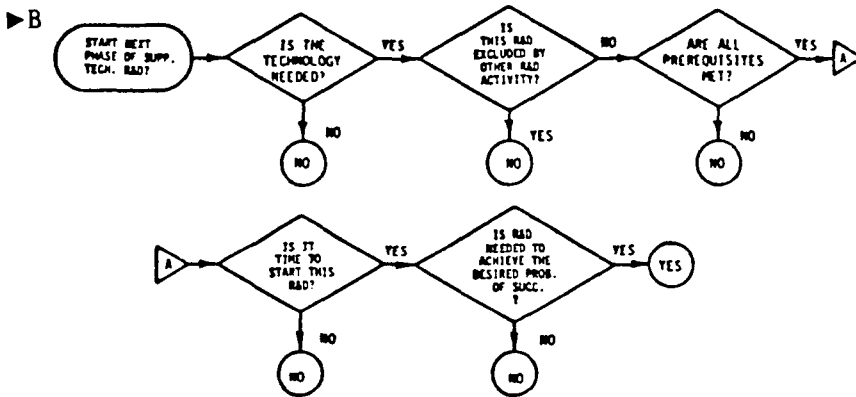 ►B
START NEXT
PHASE OF SUPP.
TECH. R&D?
IS THE
TECHNOLOGY
NEEDED?
YES
IS
THIS R&D
EXCLUDED BY
OTHER R&D
ACTIVITY?
NO
ARE ALL
PREREQUISITES
MET?
YES
A
NO
NO
YES
NO
NO
NO
A
IS IT
TIME TO
START THIS
R&D?
YES
IS R&D
NEEDED TO
ACHIEVE THE
DESIRED PROB.
OF SUCC.
?
YES
YES
NO
NO
NO
NO